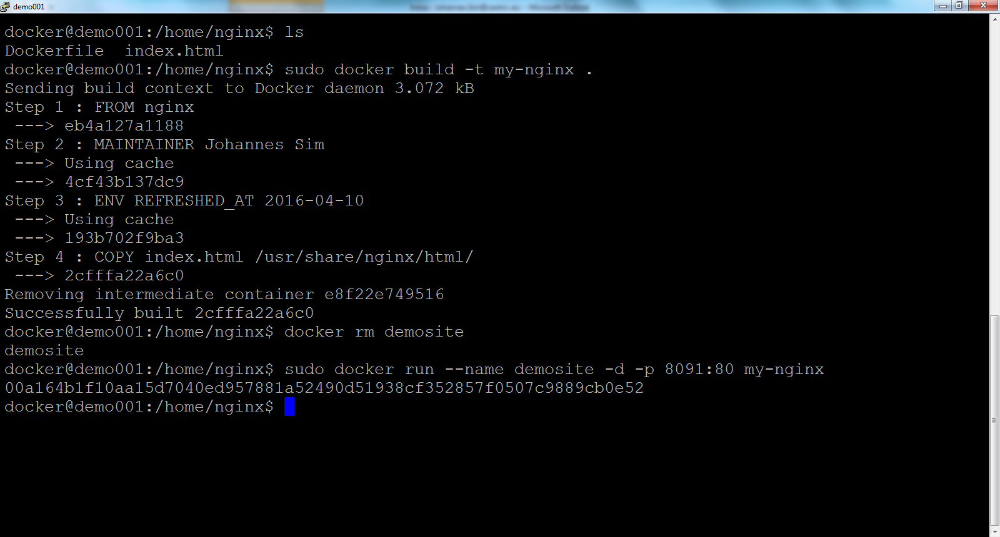 demo001
docker@demo001:/home/nginx$ ls
Dockerfile  index.html
docker@demo001:/home/nginx$ sudo docker build -t my-nginx .
Sending build context to Docker daemon 3.072 kB
Step 1 : FROM nginx
 ---> eb4a127a1188
Step 2 : MAINTAINER Johannes Sim
 ---> Using cache
 ---> 4cf43b137dc9
Step 3 : ENV REFRESHED_AT 2016-04-10
 ---> Using cache
 ---> 193b702f9ba3
Step 4 : COPY index.html /usr/share/nginx/html/
 ---> 2cfffa22a6c0
Removing intermediate container e8f22e749516
Successfully built 2cfffa22a6c0
docker@demo001:/home/nginx$ docker rm demosite
demosite
docker@demo001:/home/nginx$ sudo docker run --name demosite -d -p 8091:80 my-nginx
00a164b1f10aa15d7040ed957881a52490d51938cf352857f0507c9889cb0e52
docker@demo001:/home/nginx$